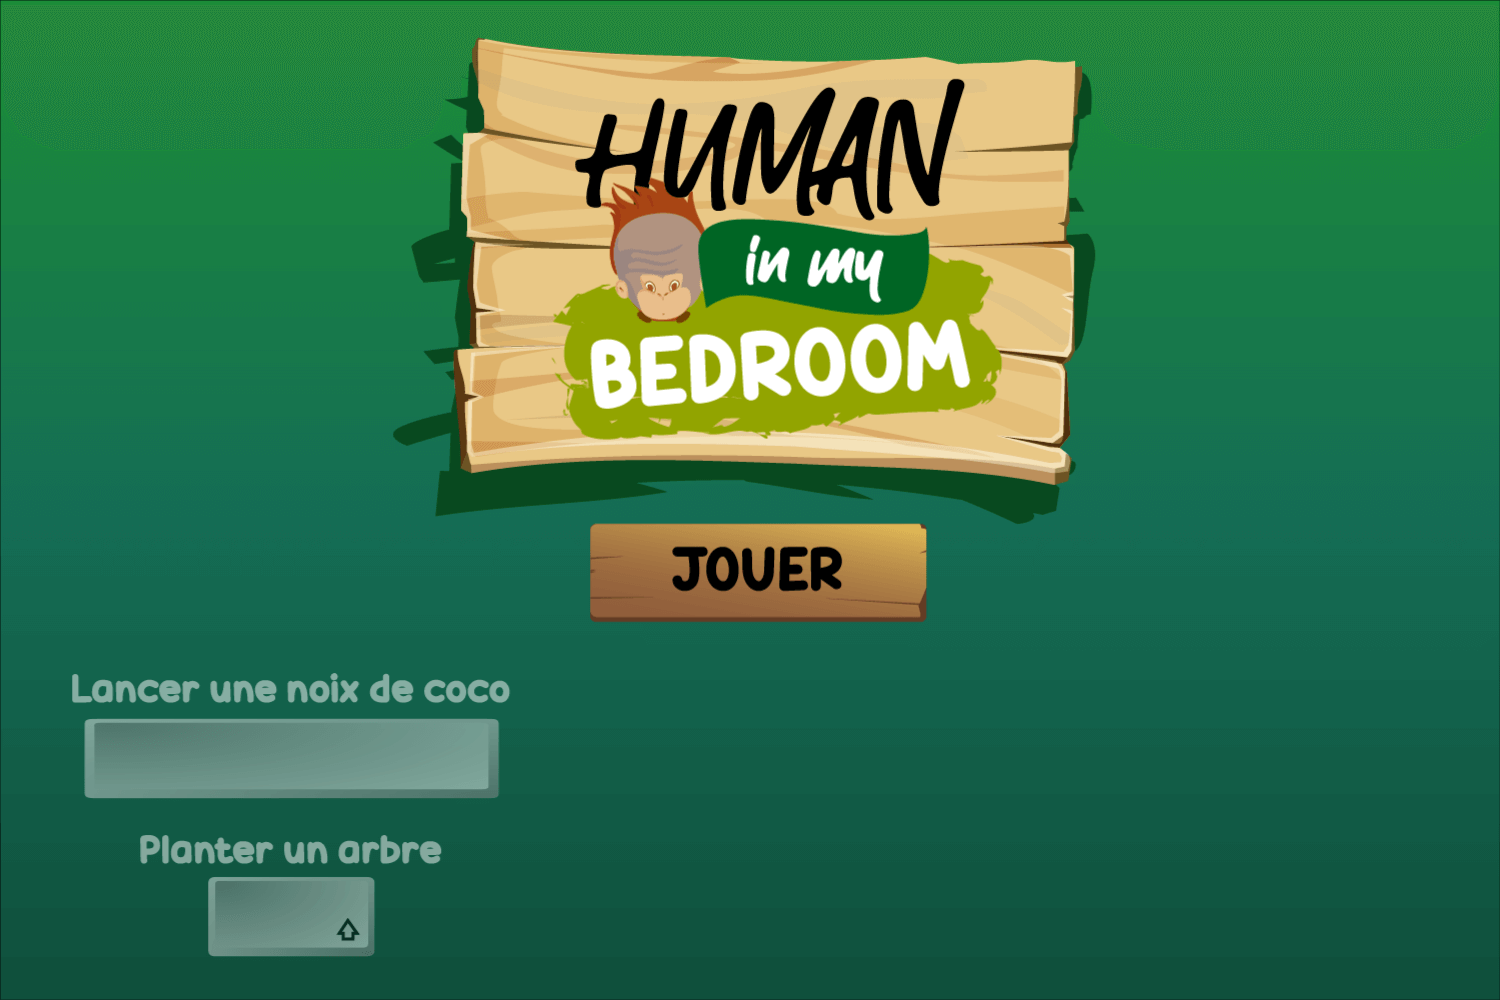 HUMAN
in my
BEDROOM
JOUER
Lancer une noix de coco
Planter un arbre